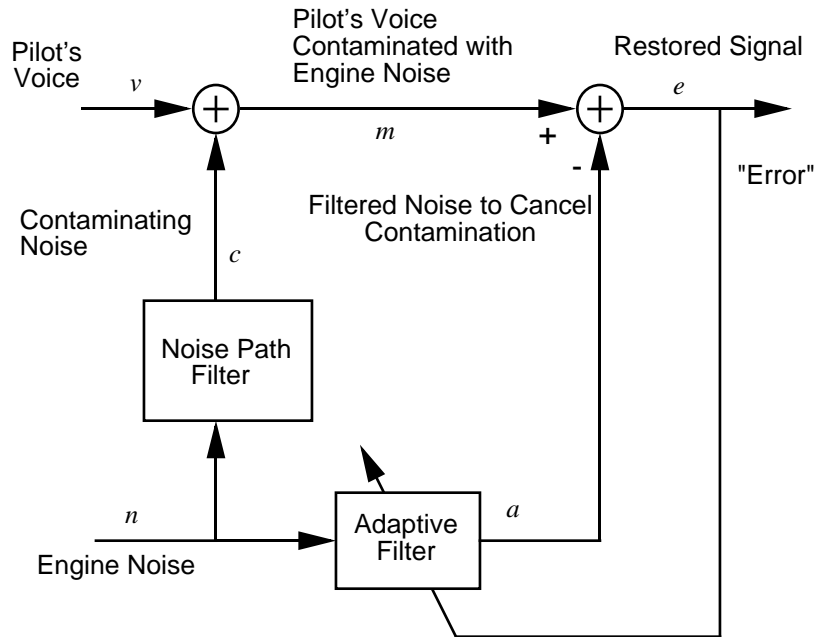 Pilot's Voice
Contaminated with
Engine Noise
Restored Signal
Pilot's
Voice
v
+
m
+
-
+
e
"Error"
Contaminating
Noise
c
Filtered Noise to Cancel
Contamination
Noise Path
Filter
n
Engine Noise
Adaptive
Filter
a